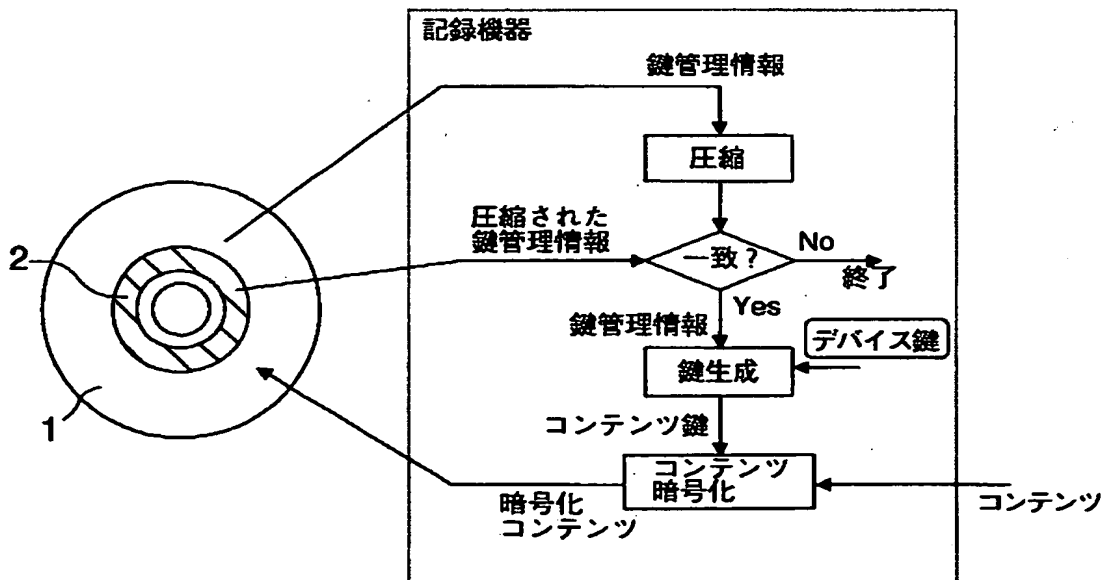 記録機器
鍵管理情報
圧縮
圧縮された
鍵管理情報
一致？
No
終了
2
Yes
鍵管理情報
デバイス鍵
鍵生成
1
コンテンツ鍵
コンテンツ
暗号化
暗号化
コンテンツ
コンテンツ